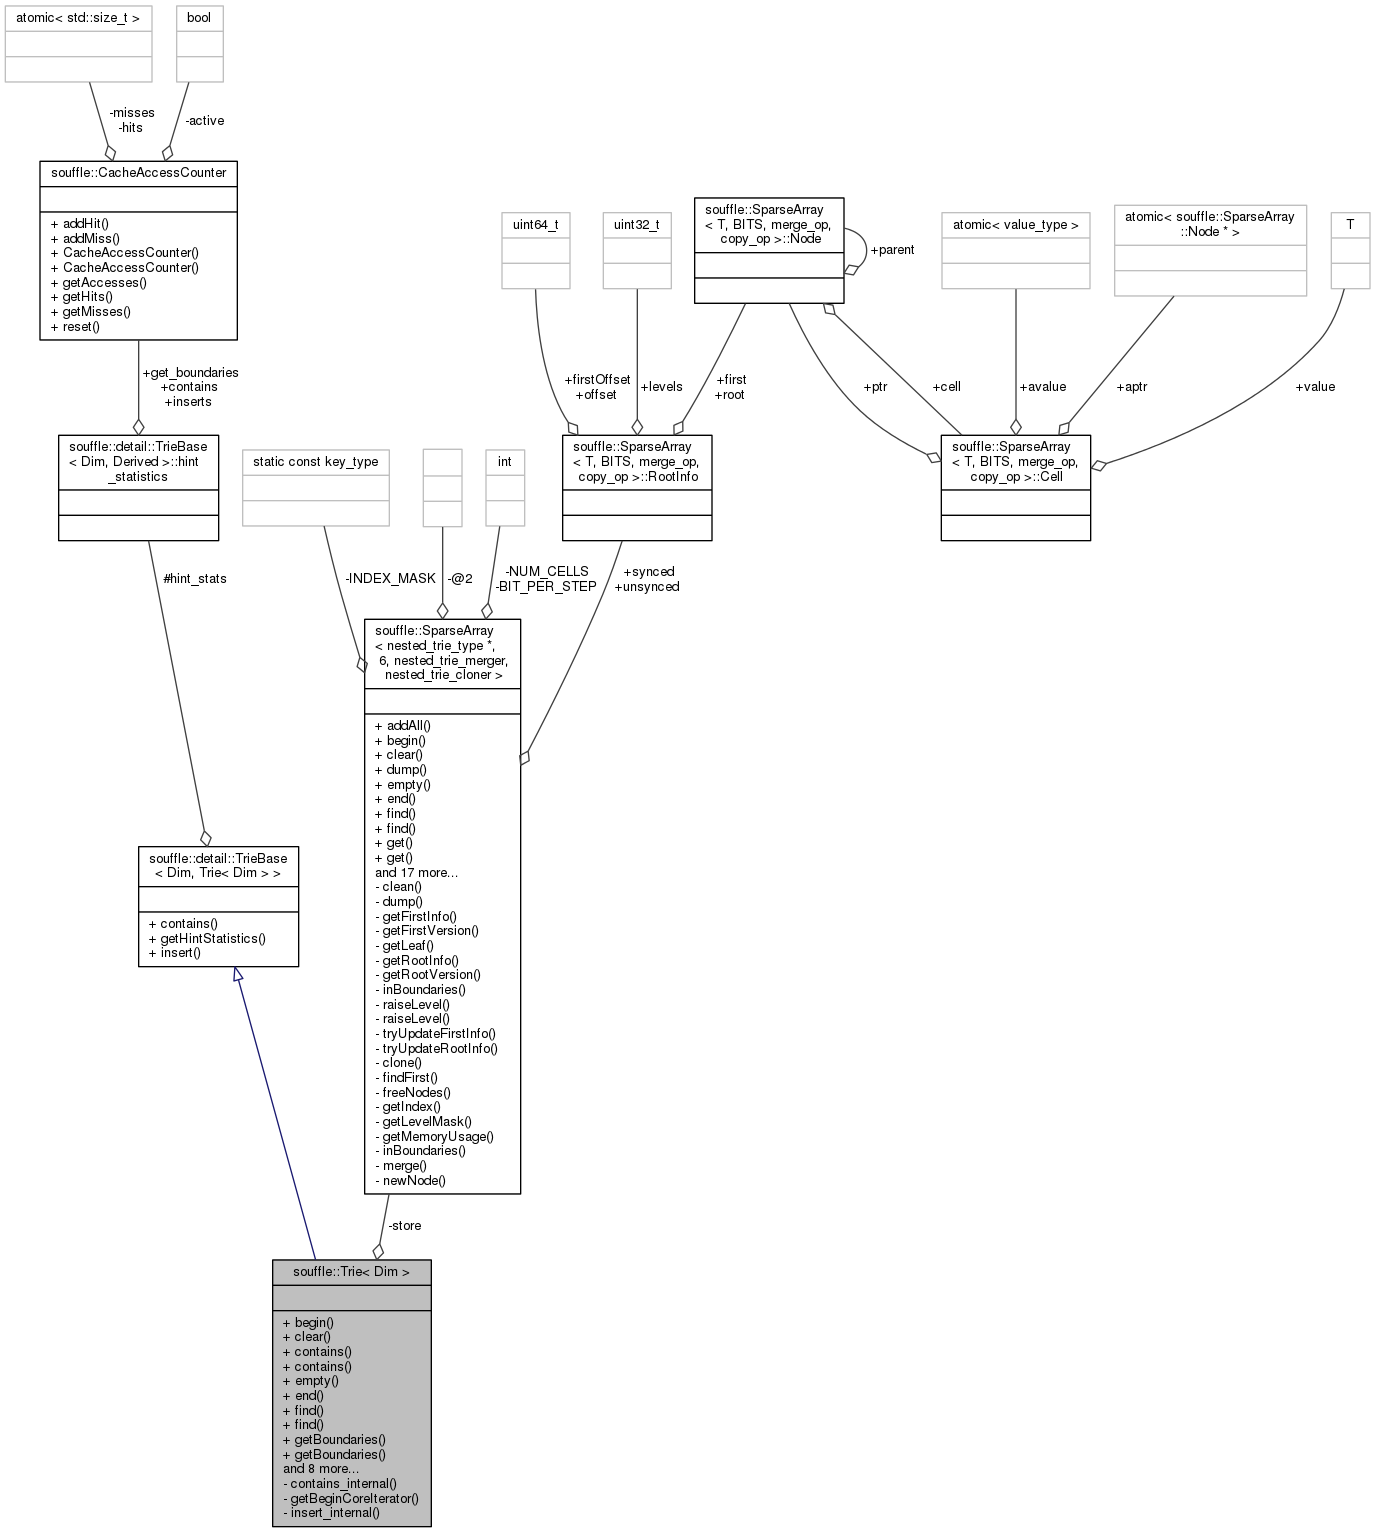 atomic< std::size_t >
bool
-misses
-hits
-active
souffle::CacheAccessCounter
+ addHit()
+ addMiss()
+ CacheAccessCounter()
+ CacheAccessCounter()
+ getAccesses()
+ getHits()
+ getMisses()
+ reset()
uint64_t
uint32_t
souffle::SparseArray
< T, BITS, merge_op,
copy_op >::Node
+parent
atomic< value_type >
atomic< souffle::SparseArray
::Node * >
T
+get_boundaries
+contains
+inserts
+firstOffset
+offset
+levels
+first
+root
+ptr
+cell
+avalue
+aptr
+value
souffle::detail::TrieBase
< Dim, Derived >::hint
_statistics
static const key_type
int
souffle::SparseArray
< T, BITS, merge_op,
copy_op >::RootInfo
souffle::SparseArray
< T, BITS, merge_op,
copy_op >::Cell
#hint_stats
-INDEX_MASK
-@2
-NUM_CELLS
-BIT_PER_STEP
+synced
+unsynced
souffle::SparseArray
< nested_trie_type *,
6, nested_trie_merger,
nested_trie_cloner >
+ addAll()
+ begin()
+ clear()
+ dump()
+ empty()
+ end()
+ find()
+ find()
+ get()
+ get()
and 17 more...
- clean()
- dump()
- getFirstInfo()
- getFirstVersion()
- getLeaf()
- getRootInfo()
- getRootVersion()
- inBoundaries()
- raiseLevel()
- raiseLevel()
- tryUpdateFirstInfo()
- tryUpdateRootInfo()
- clone()
- findFirst()
- freeNodes()
- getIndex()
- getLevelMask()
- getMemoryUsage()
- inBoundaries()
- merge()
- newNode()
souffle::detail::TrieBase
< Dim, Trie< Dim > >
+ contains()
+ getHintStatistics()
+ insert()
-store
souffle::Trie< Dim >
+ begin()
+ clear()
+ contains()
+ contains()
+ empty()
+ end()
+ find()
+ find()
+ getBoundaries()
+ getBoundaries()
and 8 more...
- contains_internal()
- getBeginCoreIterator()
- insert_internal()